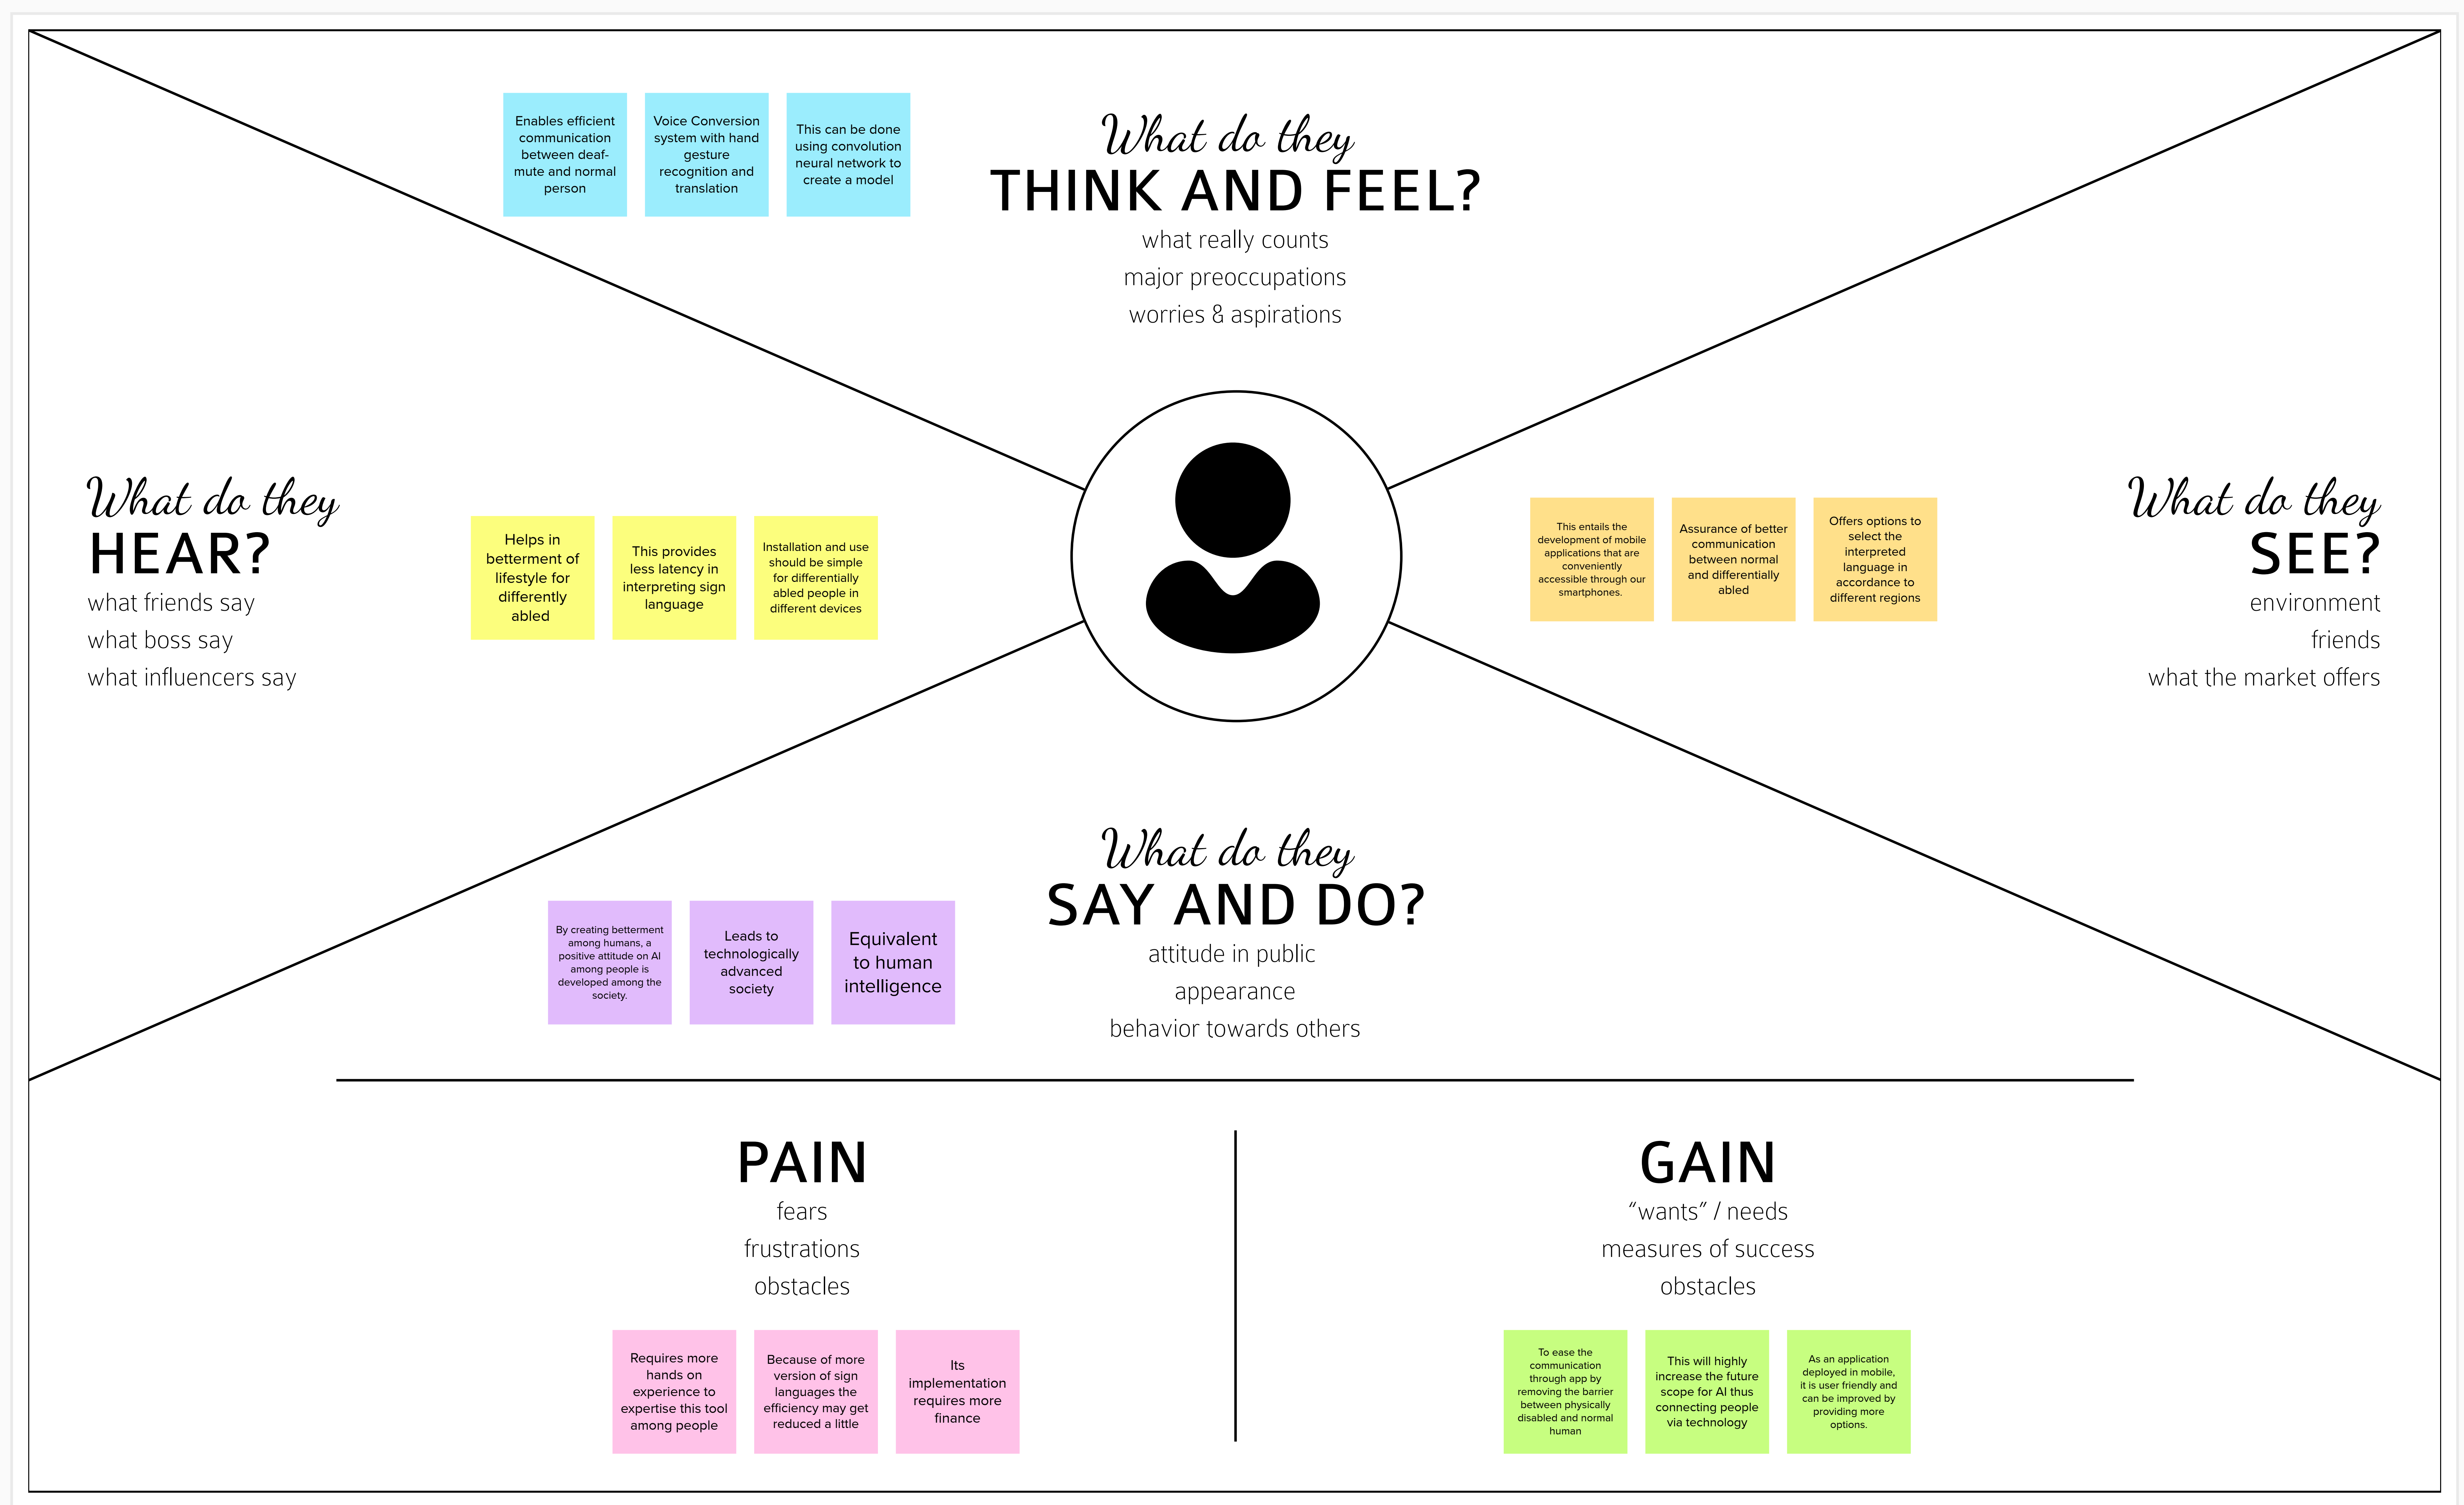 Enables efficient
communication
between deaf-
mute and normal
person
Voice Conversion
system with hand
gesture
recognition and
translation
This can be done
using convolution
neural network to
create a model
What do they
THINK AND FEEL?
what really counts
major preoccupations
worries & aspirations
What do they
HEAR?
what friends say
what boss say
what influencers say
Helps in
betterment of
lifestyle for
differently
abled
This provides
less latency in
interpreting sign
language
Installation and use
should be simple
for differentially
abled people in
different devices
This entails the
development of mobile
applications that are
conveniently
accessible through our
smartphones.
Assurance of better
communication
between normal
and differentially
abled
Offers options to
select the
interpreted
language in
accordance to
different regions
What do they
SEE?
environment
friends
what the market offers
By creating betterment
among humans, a
positive attitude on AI
among people is
developed among the
society.
Leads to
technologically
advanced
society
Equivalent
to human
intelligence
What do they
SAY AND DO?
attitude in public
appearance
behavior towards others
PAIN
fears
frustrations
obstacles
Requires more
hands on
experience to
expertise this tool
among people
Because of more
version of sign
languages the
efficiency may get
reduced a little
Its
implementation
requires more
finance
GAIN
“wants” / needs
measures of success
obstacles
To ease the
communication
through app by
removing the barrier
between physically
disabled and normal
human
This will highly
increase the future
scope for AI thus
connecting people
via technology
As an application
deployed in mobile,
it is user friendly and
can be improved by
providing more
options.